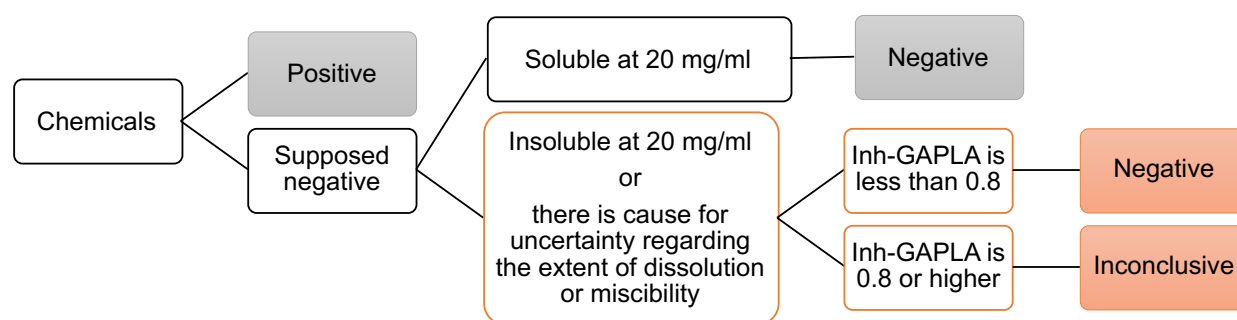 Chemicals
Positive
Supposed
negative
Soluble at 20 mg/ml
Negative
Insoluble at 20 mg/ml
or
there is cause for
uncertainty regarding
the extent of dissolution
or miscibility
Inh-GAPLA is
less than 0.8
Negative
Inh-GAPLA is
0.8 or higher
Inconclusive